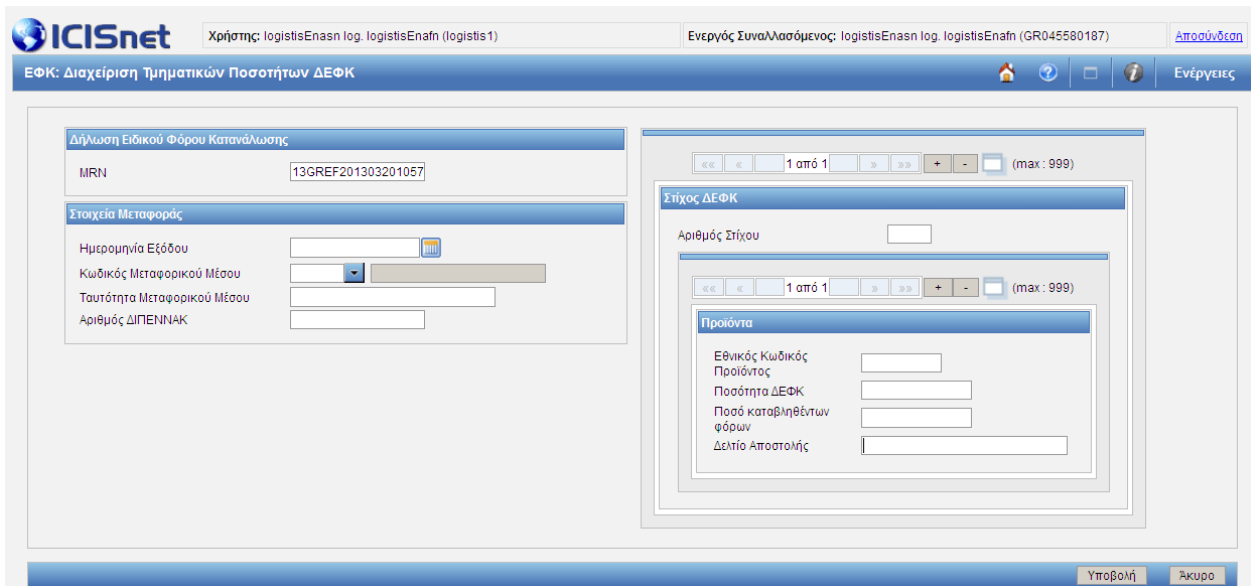 ICISnet
Χρήστης: logistisEnasn log. logistisEnafn (logistis1)
Ενεργός Συναλλασόμενος: logistisEnasn log. logistisEnafn (GR045580187)
Αποσύνδεση
ΕΦΚ: Διαχείριση Τμηματικών Ποσοτήτων ΔΕΦΚ
Ενέργειες
Δήλωση Ειδικού Φόρου Κατανάλωσης
MRN 13GREF201303201057
Στοιχεία Μεταφοράς
Ημερομηνία Εξόδου
Κωδικός Μεταφορικού Μέσου
Ταυτότητα Μεταφορικού Μέσου
Αριθμός ΔΙΠΕΝΝΑΚ
«« « 1 από 1 » »» + - (max : 999)
Στίχος ΔΕΦΚ
Αριθμός Στίχου
«« « 1 από 1 » »» + - (max : 999)
Προϊόντα
Εθνικός Κωδικός
Προϊόντος
Ποσότητα ΔΕΦΚ
Ποσό καταβληθέντων
φόρων
Δελτίο Αποστολής
Υποβολή
Άκυρο